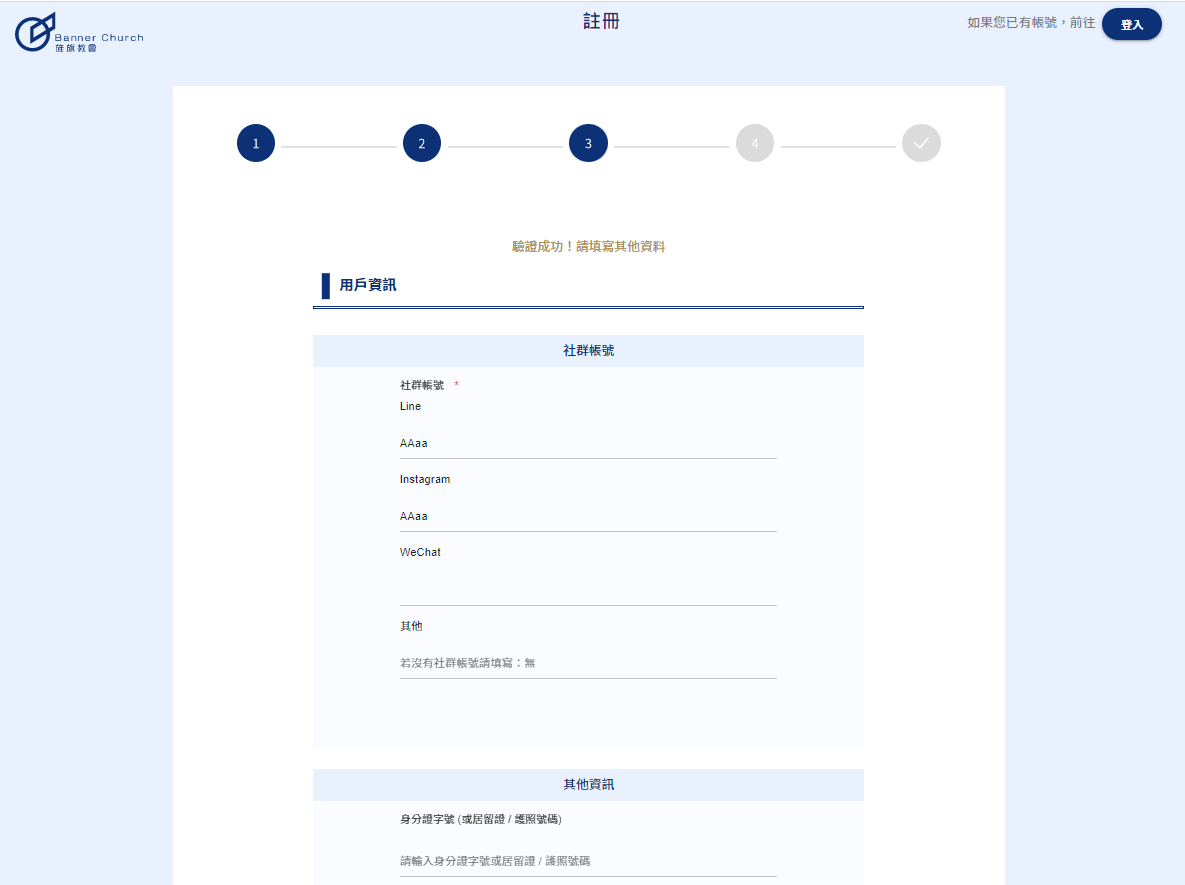 Banner Church
旌旗教會
註冊
如果您已有帳號，前往
登入
1
2
3
4
驗證成功！請填寫其他資料
用戶資訊
社群帳號
社群帳號 *
Line
AAaa
Instagram
AAaa
WeChat
其他
若沒有社群帳號請填寫：無
其他資訊
身分證字號 (或居留證 / 護照號碼)
請輸入身分證字號或居留證 / 護照號碼